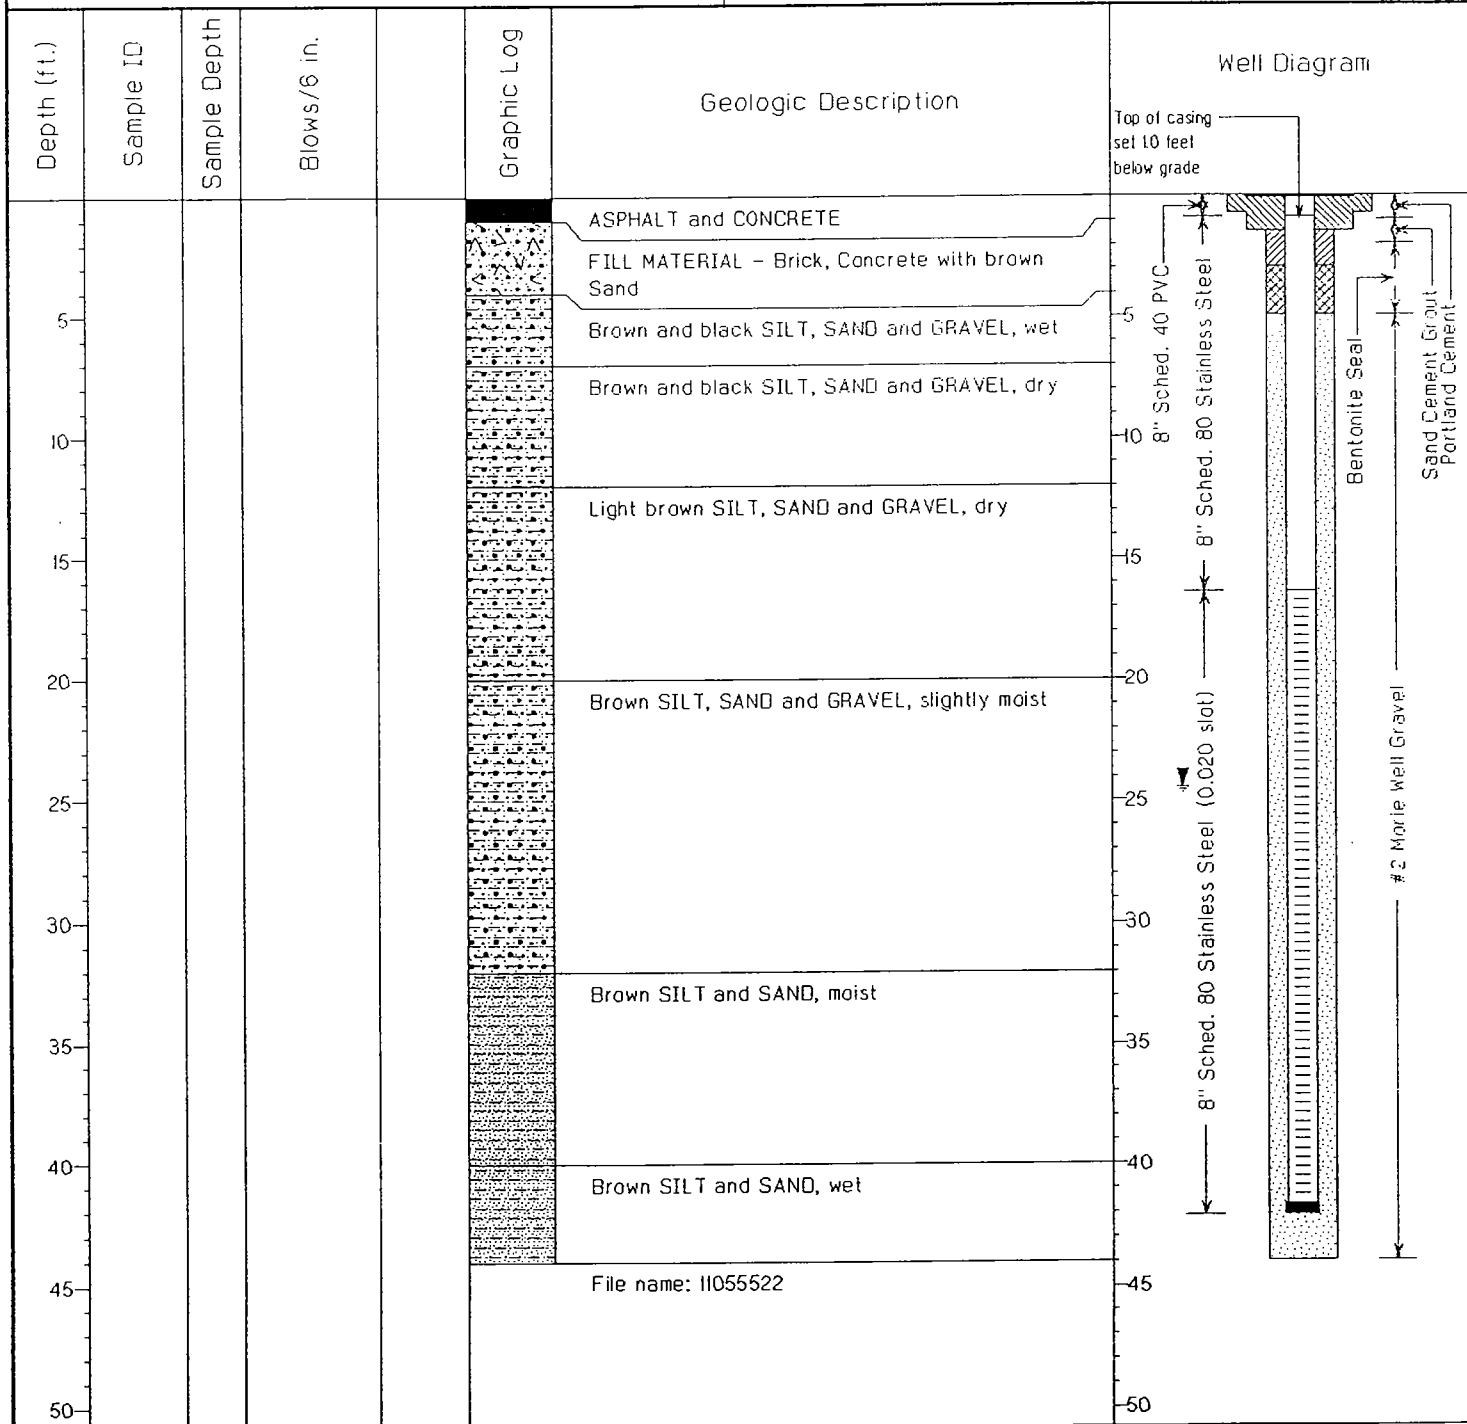 Depth (ft.)
Sample ID
Sample Depth
Blows/6 in.
Graphic Log
Geologic Description
Well Diagram
Top of casing
set 1.0 feet
below grade
ASPHALT and CONCRETE
FILL MATERIAL - Brick, Concrete with brown
Sand
Brown and black SILT, SAND and GRAVEL, wet
Brown and black SILT, SAND and GRAVEL, dry
Light brown SILT, SAND and GRAVEL, dry
Brown SILT, SAND and GRAVEL, slightly moist
Brown SILT and SAND, moist
Brown SILT and SAND, wet
File name: 11055522
5
10
15
20
25
30
35
40
45
50
5
10
15
20
25
30
35
40
45
50
8" Sched. 40 PVC
8" Sched. 80 Stainless Steel
8" Sched. 80 Stainless Steel (0.020 slot)
Bentonite Seal
#2 Morie Well Gravel
Sand Cement Grout
Portland Cement